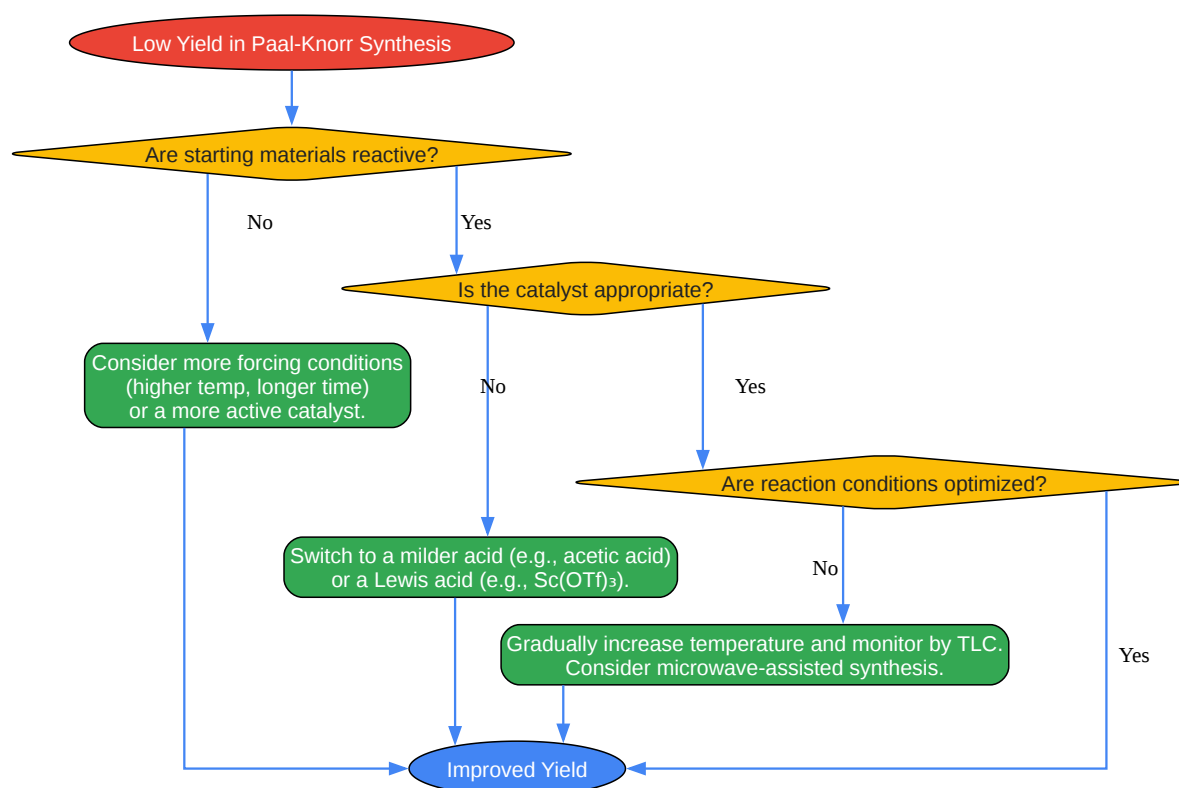 Low Yield in Paal-Knorr Synthesis
Are starting materials reactive?
No
Yes
Is the catalyst appropriate?
Consider more forcing conditions
(higher temp, longer time)
or a more active catalyst.
No
Yes
Are reaction conditions optimized?
Switch to a milder acid (e.g., acetic acid)
or a Lewis acid (e.g., Sc(OTf)₃).
No
Gradually increase temperature and monitor by TLC.
Consider microwave-assisted synthesis.
Yes
Improved Yield